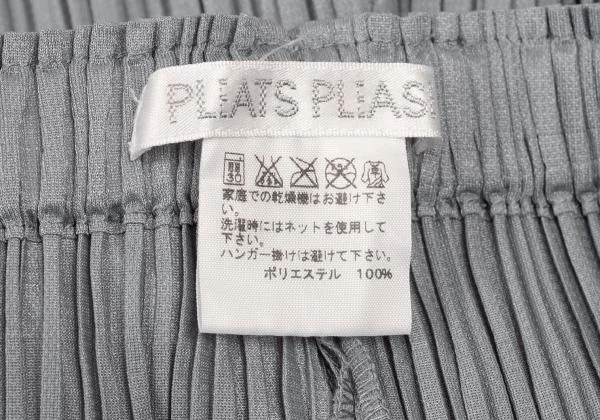 PLEATS PLEAS
弱 30
家庭での乾燥機はお避け下さ
い。
洗濯時にはネットを使用して
下さい。
ハンガー掛けは避けて下さい。
ポリエステル 100%